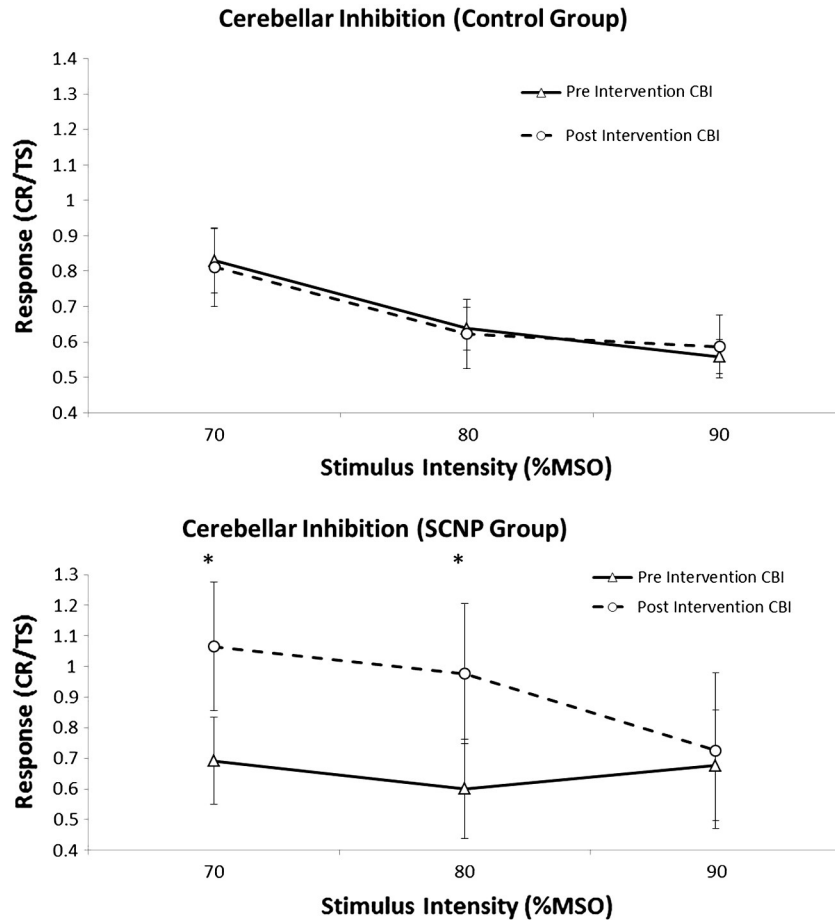 Cerebellar Inhibition (Control Group)
1.4
1.3
1.2
1.1
1
0.9
0.8
0.7
0.6
0.5
0.4
Response (CR/TS)
Pre Intervention CBI
Post Intervention CBI
70 80 90
Stimulus Intensity (%MSO)
Cerebellar Inhibition (SCNP Group)
* *
1.3
1.2
1.1
1
0.9
0.8
0.7
0.6
0.5
0.4
Response (CR/TS)
Pre Intervention CBI
Post Intervention CBI
70 80 90
Stimulus Intensity (%MSO)